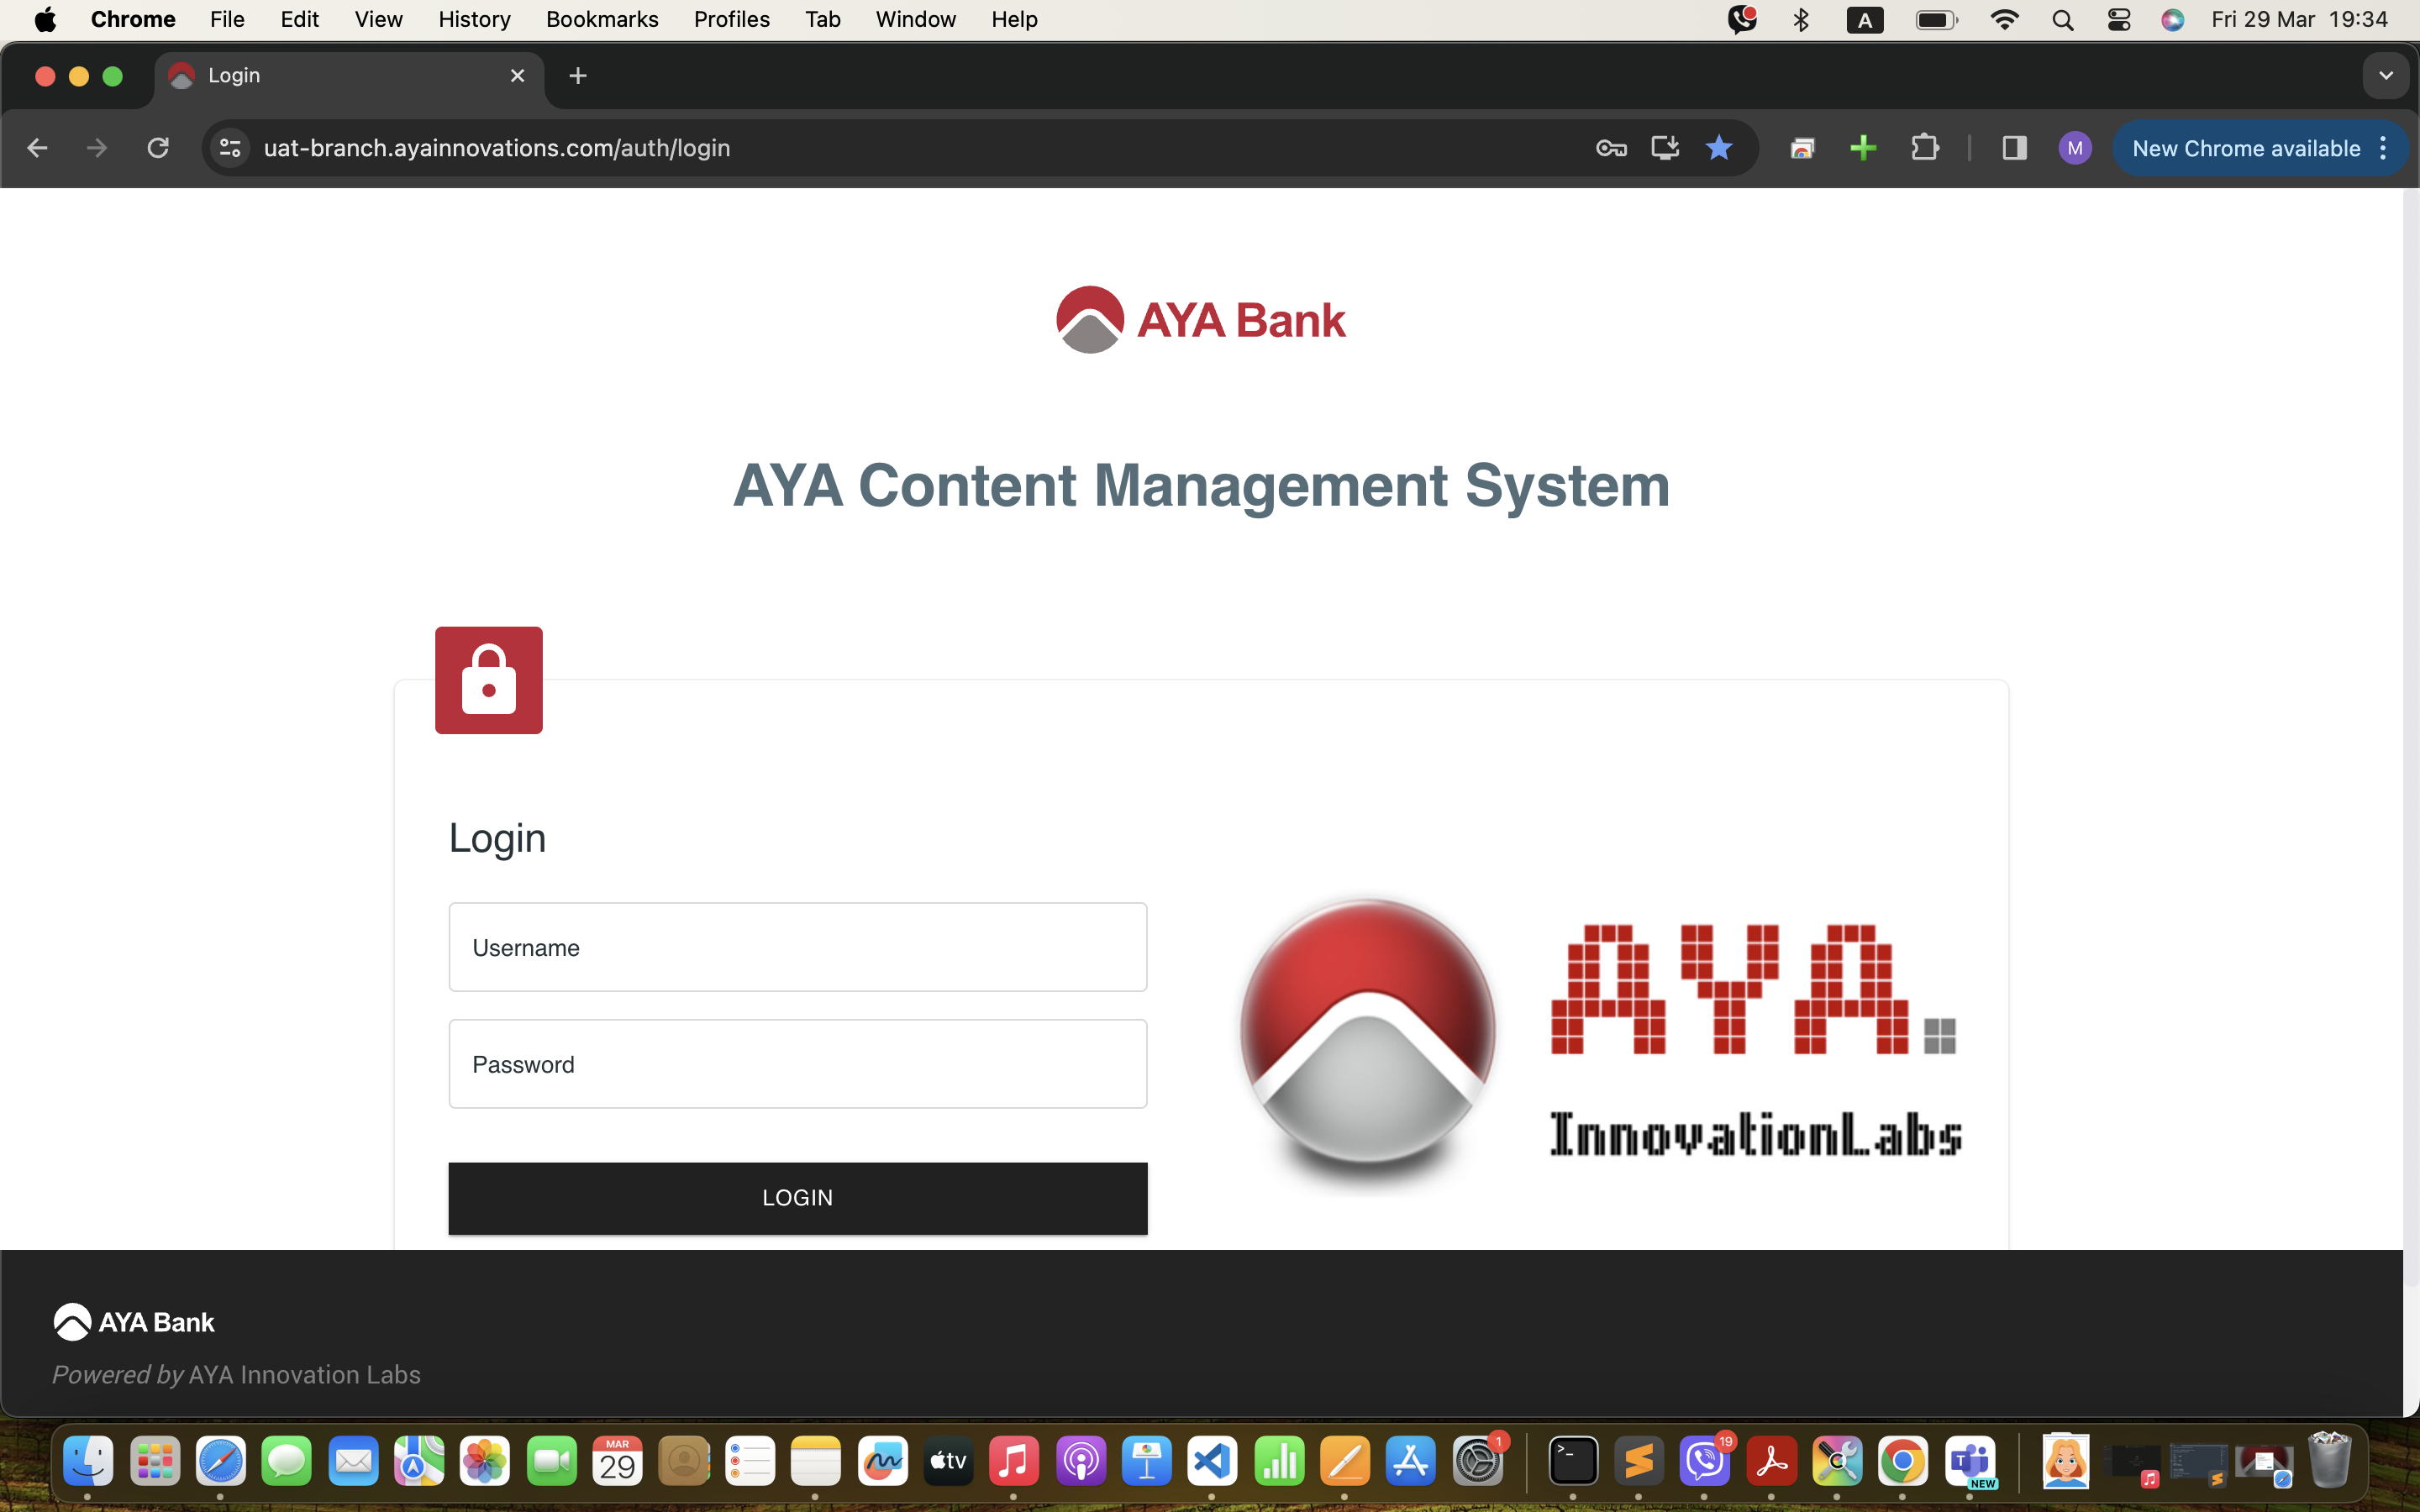 Chrome File Edit View History Bookmarks Profiles Tab Window Help A Fri 29 Mar 19:34
Login
uat-branch.ayainnovations.com/auth/login M New Chrome available
AYA Bank
AYA Content Management System
Login
Username
Password
LOGIN
AYA.
InnovationLabs
AYA Bank
Powered by AYA Innovation Labs
MAR
29
tv
1
>_
19
T
NEW